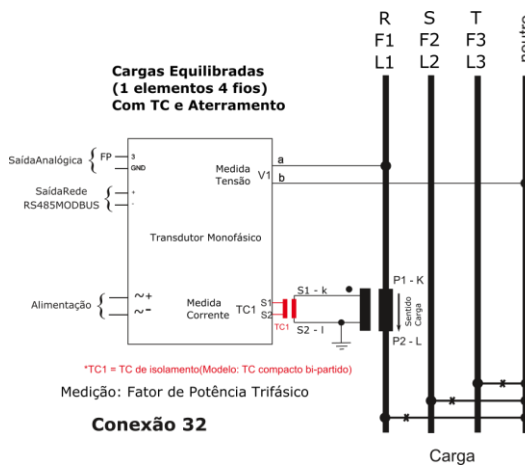 R S T
F1 F2 F3
L1 L2 L3
neutro
Cargas Equilibradas
(1 elementos 4 fios)
Com TC e Aterramento
SaídaAnalógica
FP
3
GND
Medida
Tensão
V1
a
b
SaídaRede
RS485MODBUS
+
-
Transdutor Monofásico
Alimentação
~+
~-
Medida
Corrente
TC1
S1
S2
TC1
S1 - k
S2 - l
P1 - K
Sentido
Carga
P2 - L
*TC1 = TC de isolamento(Modelo: TC compacto bi-partido)
Medição: Fator de Potência Trifásico
Conexão 32
Carga